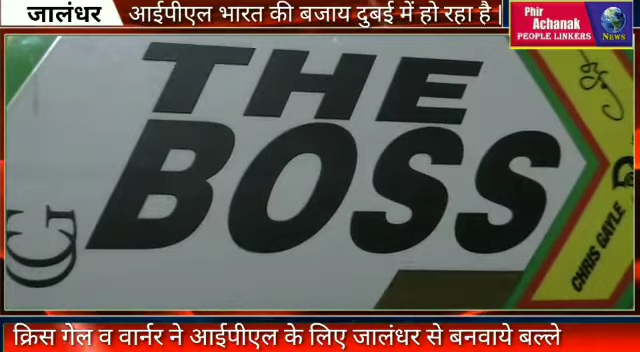 जालंधर
आईपीएल भारत की बजाय दुबई में हो रहा है।
Phir
Achanak
PEOPLE LINKERS
NEWS
THE
BOSS
CG
CHRIS GAYLE
क्रिस गेल व वार्नर ने आईपीएल के लिए जालंधर से बनवाये बल्ले